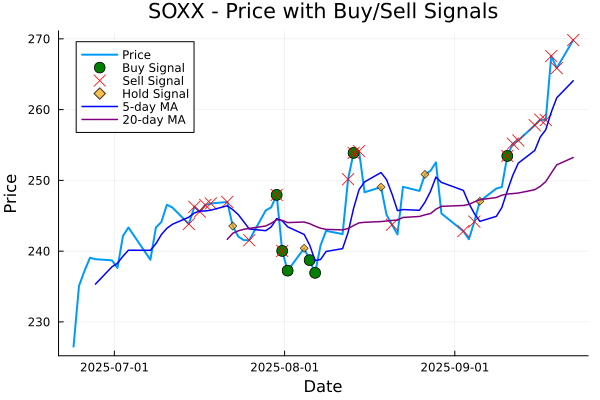 SOXX - Price with Buy/Sell Signals
270
260
250
240
230
Price
Price
Buy Signal
Sell Signal
Hold Signal
5-day MA
20-day MA
2025-07-01
2025-08-01
2025-09-01
Date